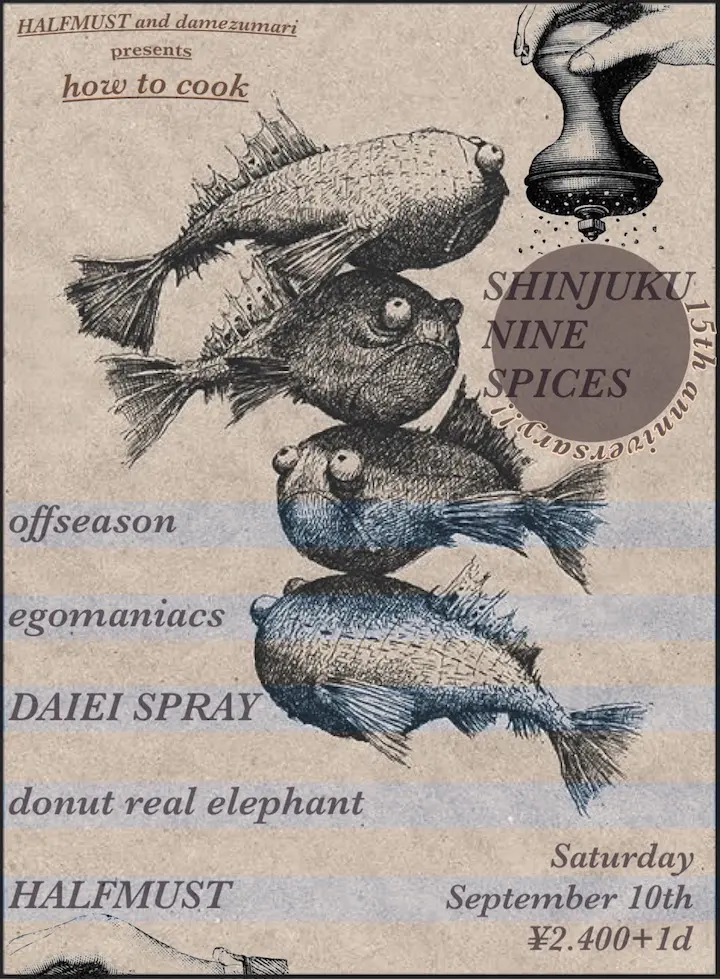 HALFMUST and damezumari
presents
how to cook
SHINJUKU
NINE
SPICES
15th anniversary!!
offseason
egomaniacs
DAIEI SPRAY
donut real elephant
HALFMUST
Saturday
September 10th
¥2.400+1d